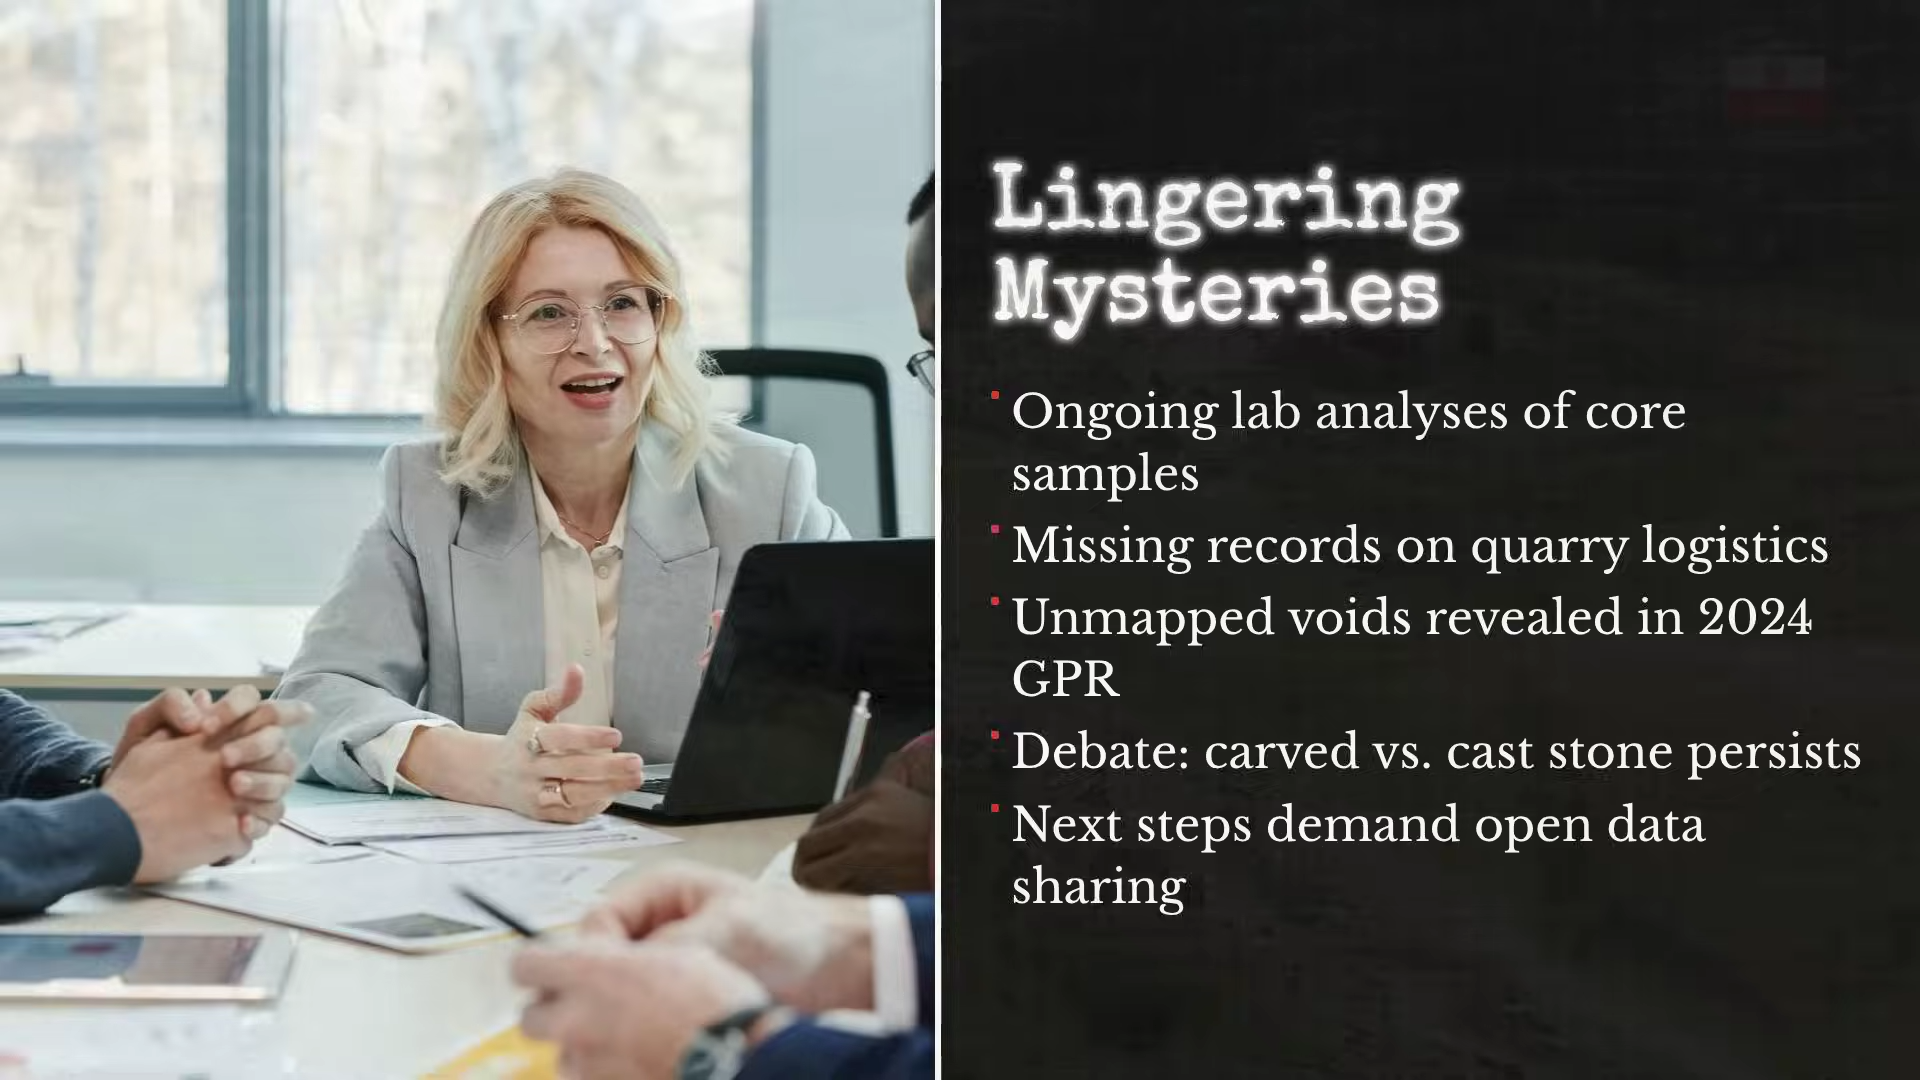 Lingering
Mysteries
Ongoing lab analyses of core
samples
Missing records on quarry logistics
Unmapped voids revealed in 2024
GPR
Debate: carved vs. cast stone persists
Next steps demand open data
sharing